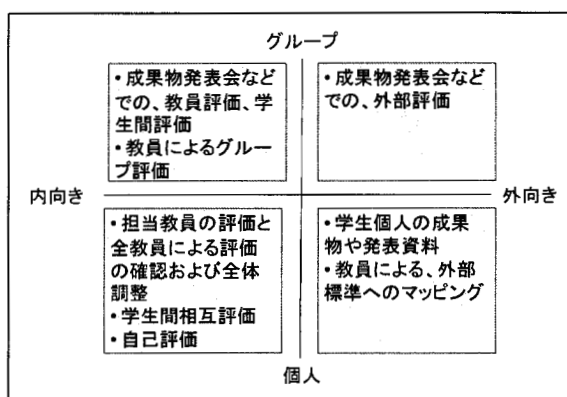 グループ
・成果物発表会など
での、教員評価、学
生間評価
・教員によるグルー
プ評価
・成果物発表会など
での、外部評価
内向き
外向き
・担当教員の評価と
全教員による評価
の確認および全体
調整
・学生間相互評価
・自己評価
・学生個人の成果
物や発表資料
・教員による、外部
標準へのマッピング
個人